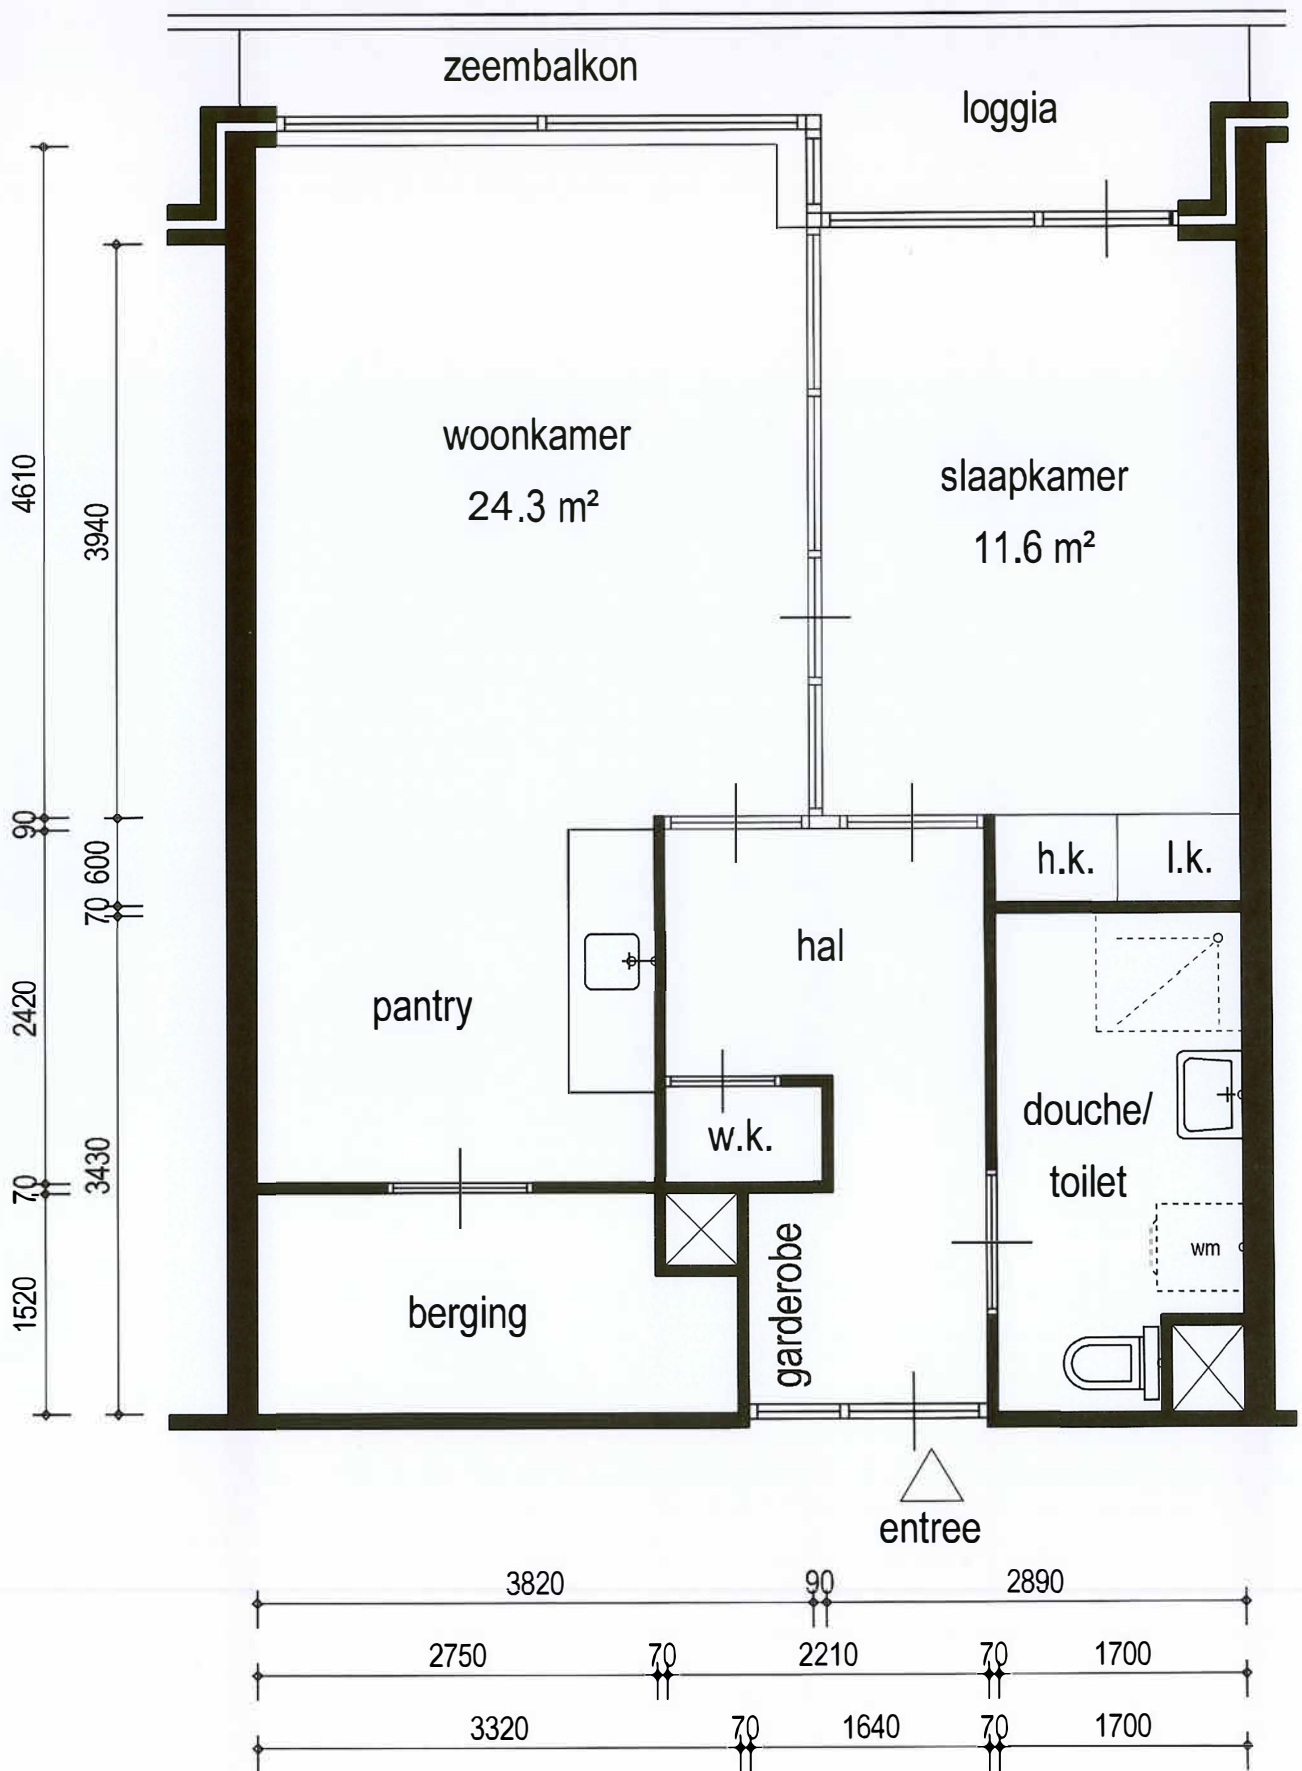 zeembalkon
loggia
woonkamer
24.3 m²
slaapkamer
11.6 m²
4610
3940
90
600
70
2420
3430
70
1520
h.k.
l.k.
hal
pantry
w.k.
douche/
toilet
wm
garderobe
berging
entree
3820 90 2890
2750 70 2210 70 1700
3320 70 1640 70 1700